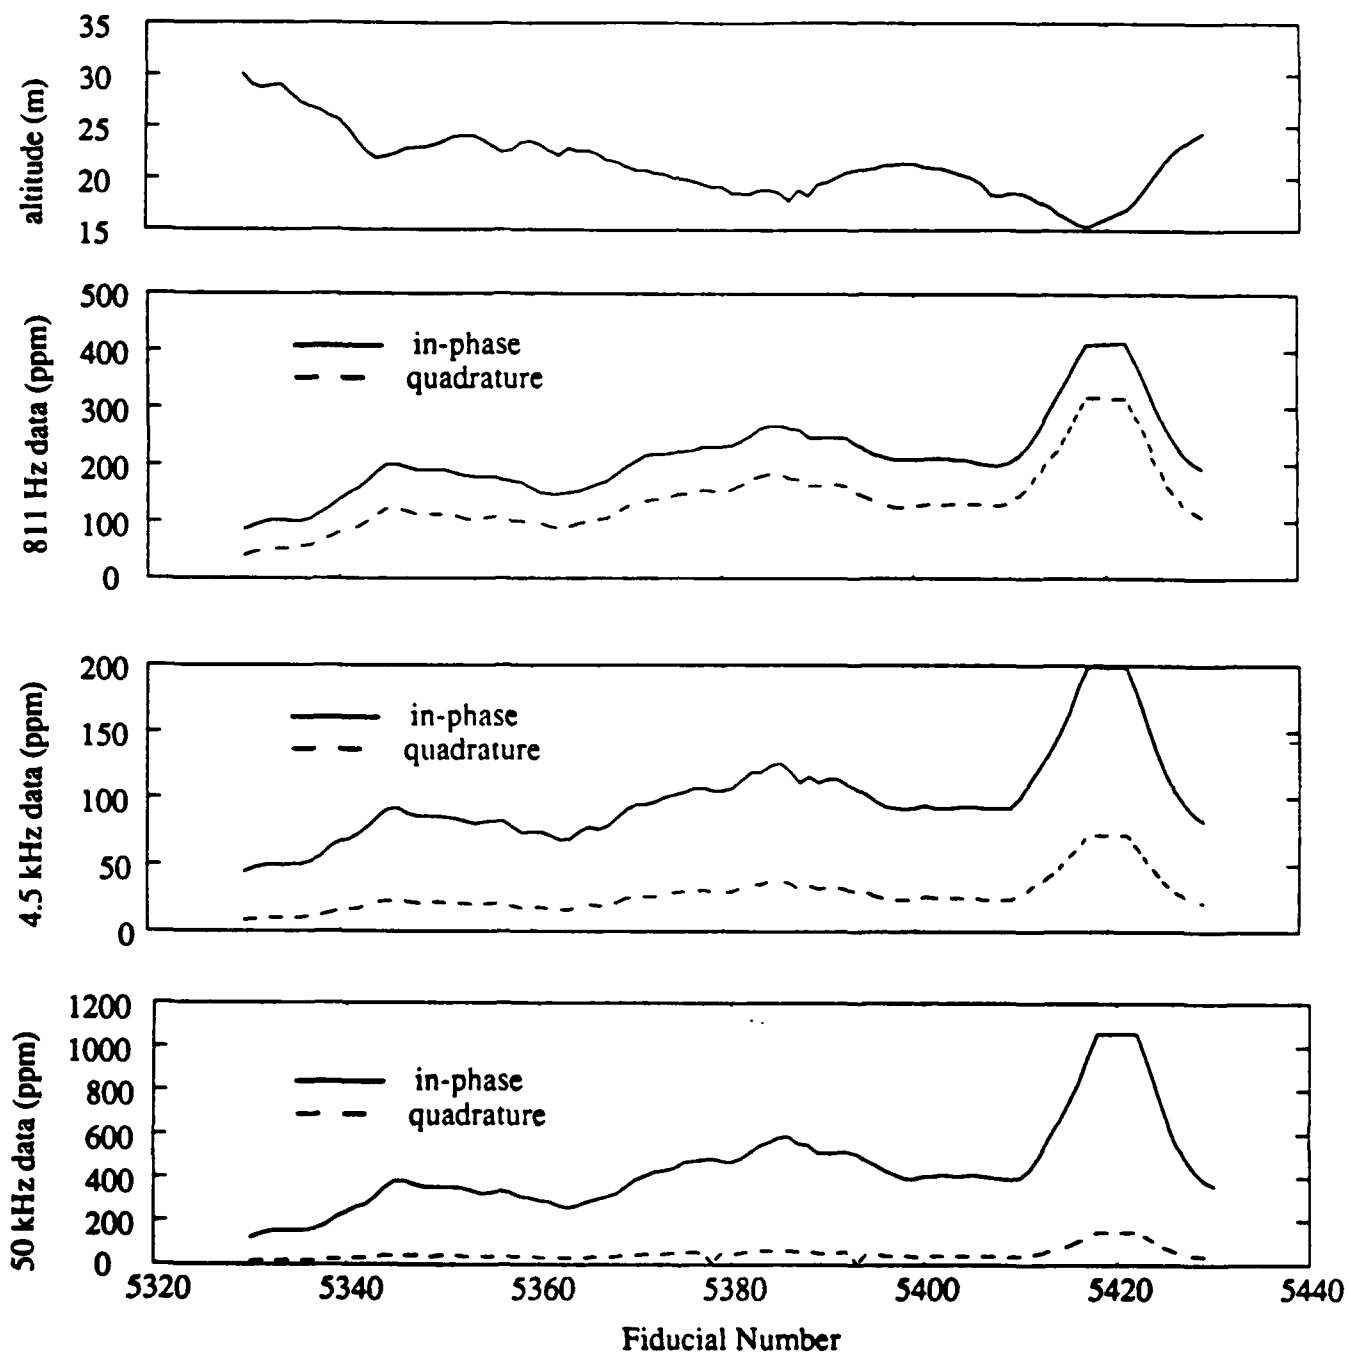 altitude (m)
35
30
25
20
15
811 Hz data (ppm)
500
400
300
200
100
0
in-phase
quadrature
4.5 kHz data (ppm)
200
150
100
50
0
in-phase
quadrature
50 kHz data (ppm)
1200
1000
800
600
400
200
0
in-phase
quadrature
5320 5340 5360 5380 5400 5420 5440
Fiducial Number